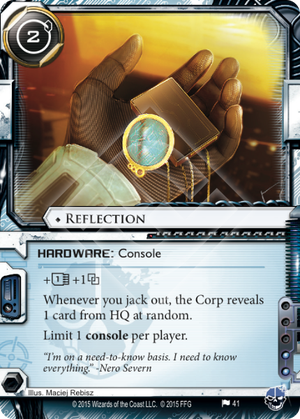 2
♦ REFLECTION
HARDWARE: Console
+1 +1
Whenever you jack out, the Corp reveals
1 card from HQ at random.
Limit 1 console per player.
"I'm on a need-to-know basis. I need to know
everything." -Nero Severn
Illus. Maciej Rebisz
© 2015 Wizards of the Coast LLC. © 2015 FFG
41